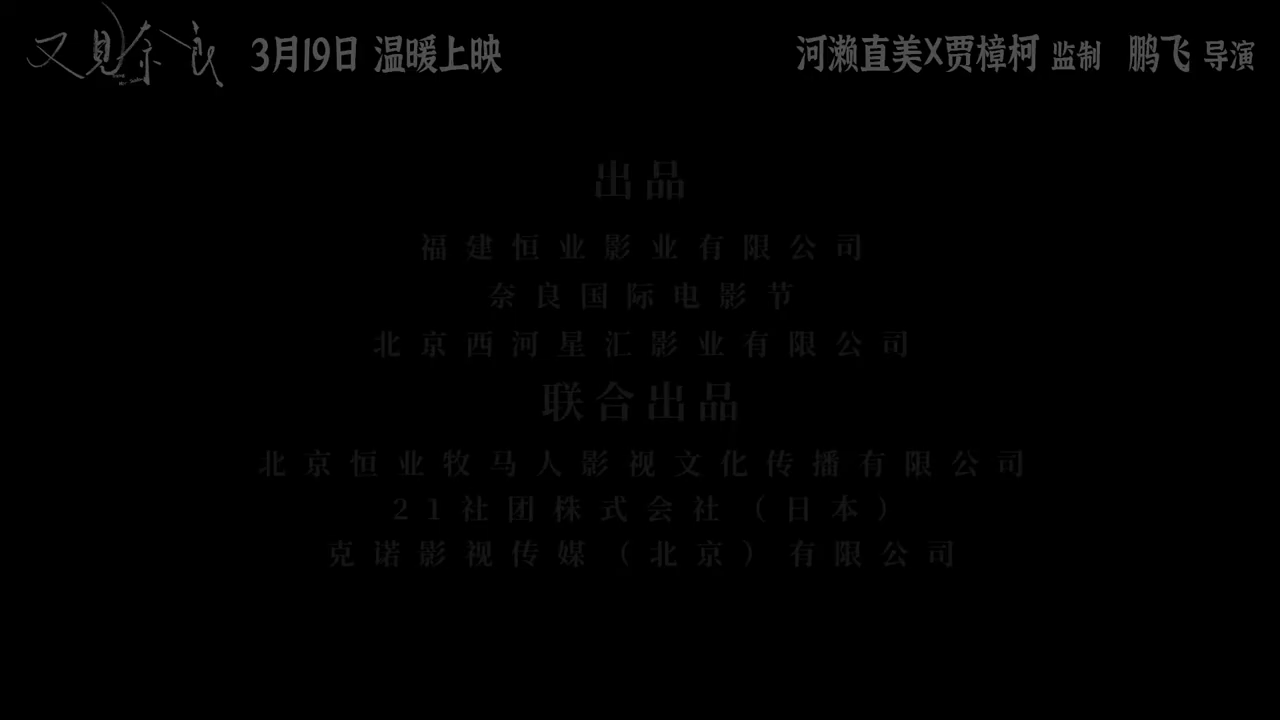 又見奈良 3月19日 温暖上映 河濑直美X贾樟柯 监制 鹏飞 导演
出品
福建恒业影业有限公司
奈良国际电影节
北京西河星汇影业有限公司
联合出品
北京恒业牧马人影视文化传播有限公司
21社团株式会社（日本）
克诺影视传媒（北京）有限公司